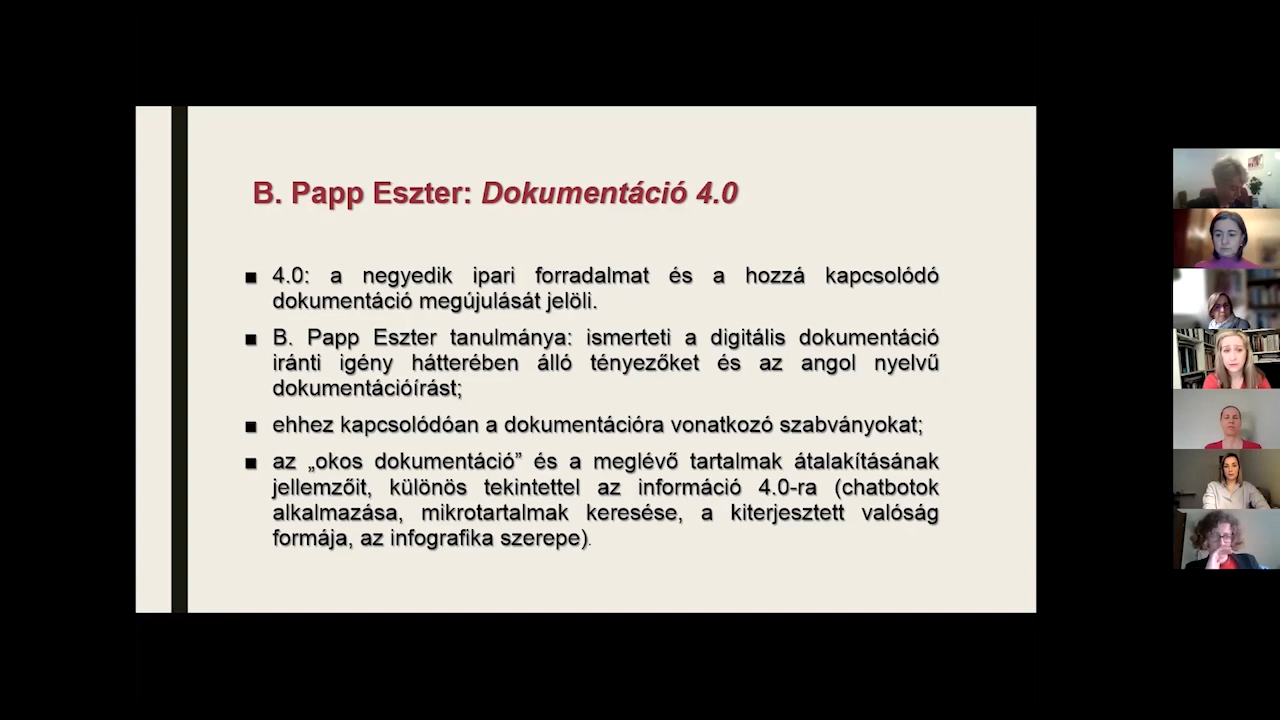 B. Papp Eszter: Dokumentáció 4.0
■ 4.0: a negyedik ipari forradalmat és a hozzá kapcsolódó
dokumentáció megújulását jelöli.
■ B. Papp Eszter tanulmánya: ismerteti a digitális dokumentáció
iránti igény hátterében álló tényezőket és az angol nyelvű
dokumentációírást;
■ ehhez kapcsolódóan a dokumentációra vonatkozó szabványokat;
■ az „okos dokumentáció” és a meglévő tartalmak átalakításának
jellemzőit, különös tekintettel az információ 4.0-ra (chatbotok
alkalmazása, mikrotartalmak keresése, a kiterjesztett valóság
formája, az infografika szerepe).